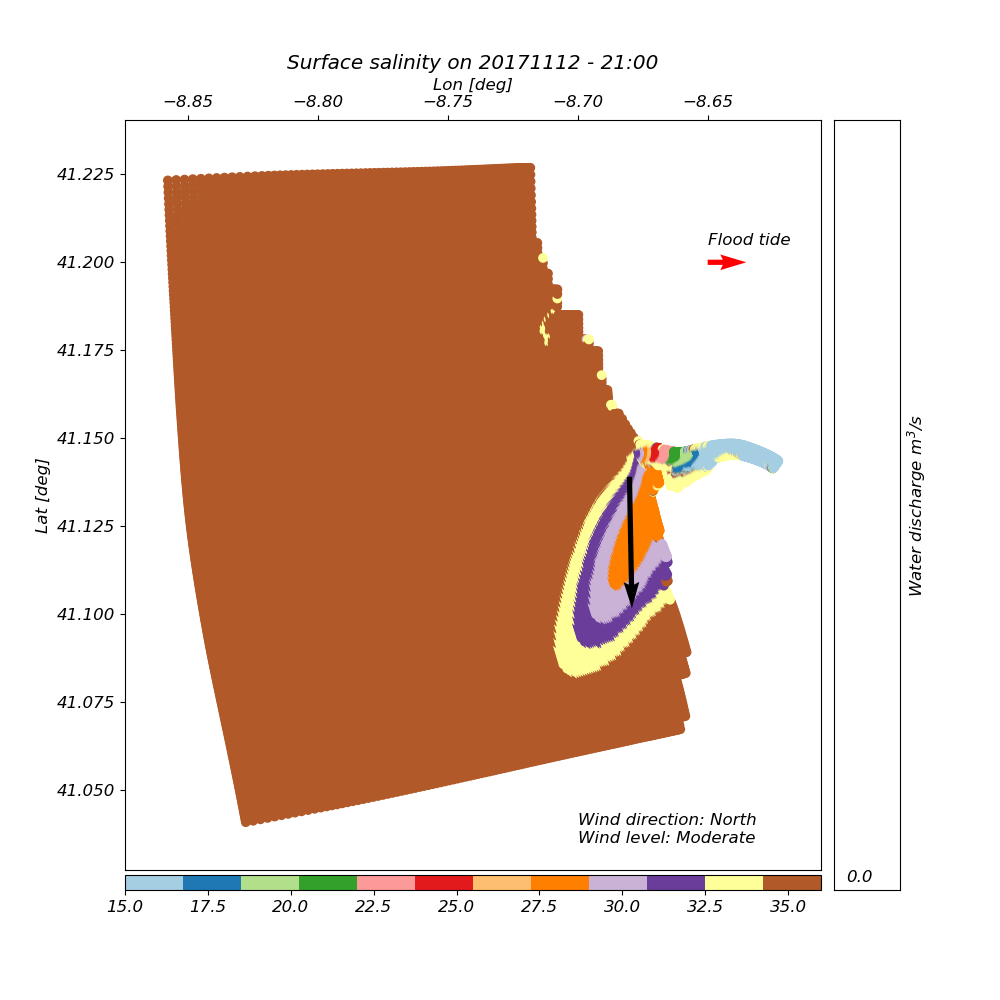 Surface salinity on 20171112 - 21:00
Lon [deg]
−8.85 −8.80 −8.75 −8.70 −8.65
41.225
41.200
41.175
41.150
41.125
41.100
41.075
41.050
Lat [deg]
Flood tide
Wind direction: North
Wind level: Moderate
0.0
Water discharge m³/s
15.0 17.5 20.0 22.5 25.0 27.5 30.0 32.5 35.0